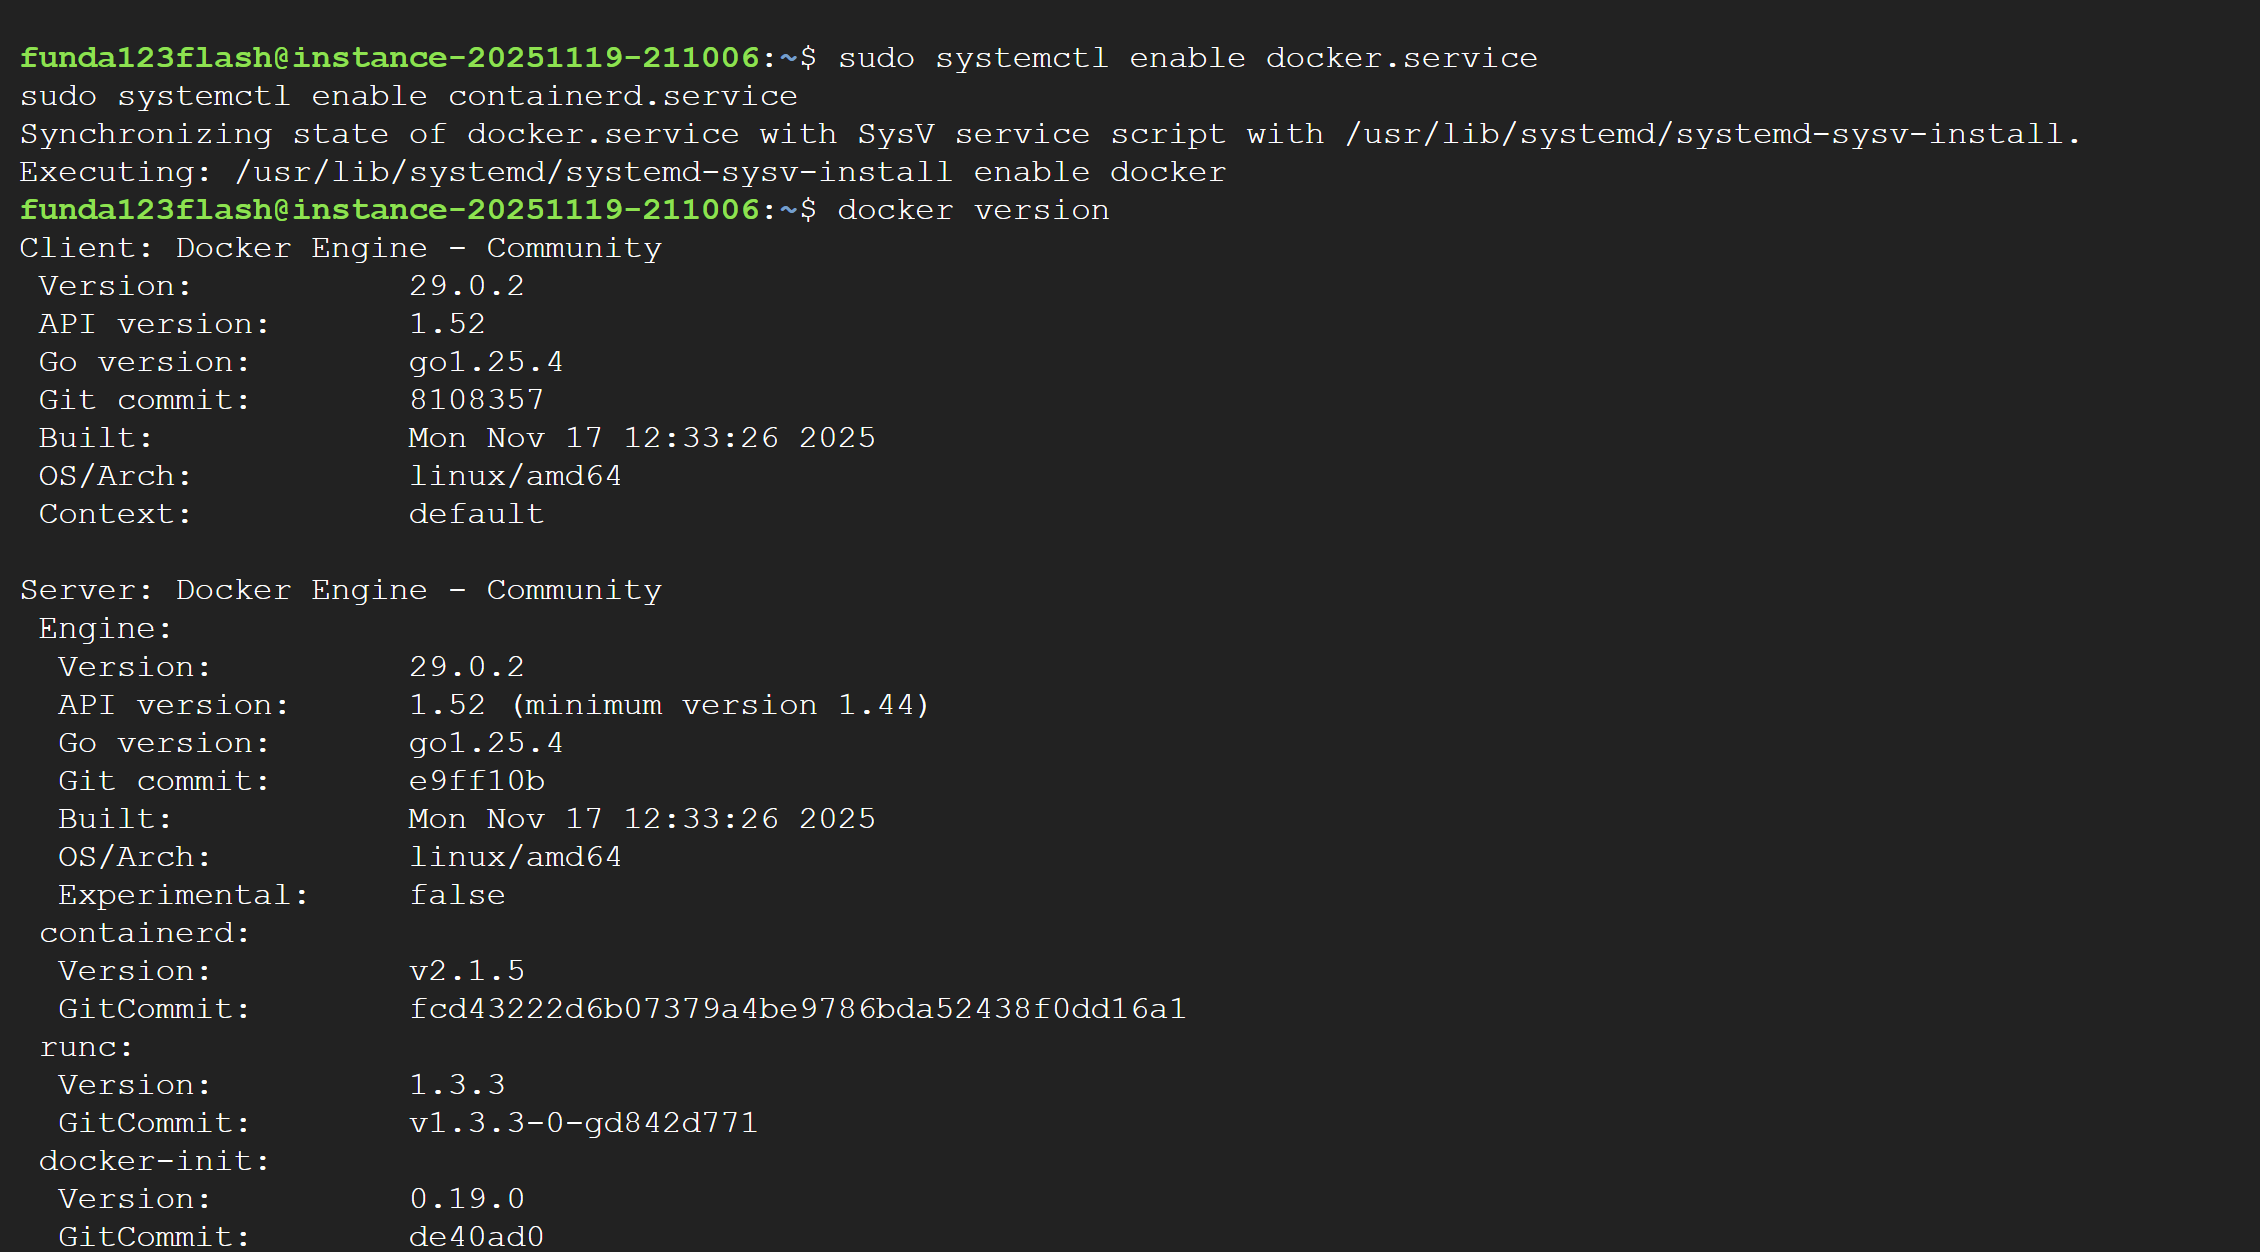 funda123flash@instance-20251119-211006:~$ sudo systemctl enable docker.service
sudo systemctl enable containerd.service
Synchronizing state of docker.service with SysV service script with /usr/lib/systemd/systemd-sysv-install.
Executing: /usr/lib/systemd/systemd-sysv-install enable docker
funda123flash@instance-20251119-211006:~$ docker version
Client: Docker Engine - Community
 Version:           29.0.2
 API version:       1.52
 Go version:        go1.25.4
 Git commit:        8108357
 Built:             Mon Nov 17 12:33:26 2025
 OS/Arch:           linux/amd64
 Context:           default

Server: Docker Engine - Community
 Engine:
  Version:          29.0.2
  API version:      1.52 (minimum version 1.44)
  Go version:       go1.25.4
  Git commit:       e9ff10b
  Built:            Mon Nov 17 12:33:26 2025
  OS/Arch:          linux/amd64
  Experimental:     false
 containerd:
  Version:          v2.1.5
  GitCommit:        fcd43222d6b07379a4be9786bda52438f0dd16a1
 runc:
  Version:          1.3.3
  GitCommit:        v1.3.3-0-gd842d771
 docker-init:
  Version:          0.19.0
  GitCommit:        de40ad0